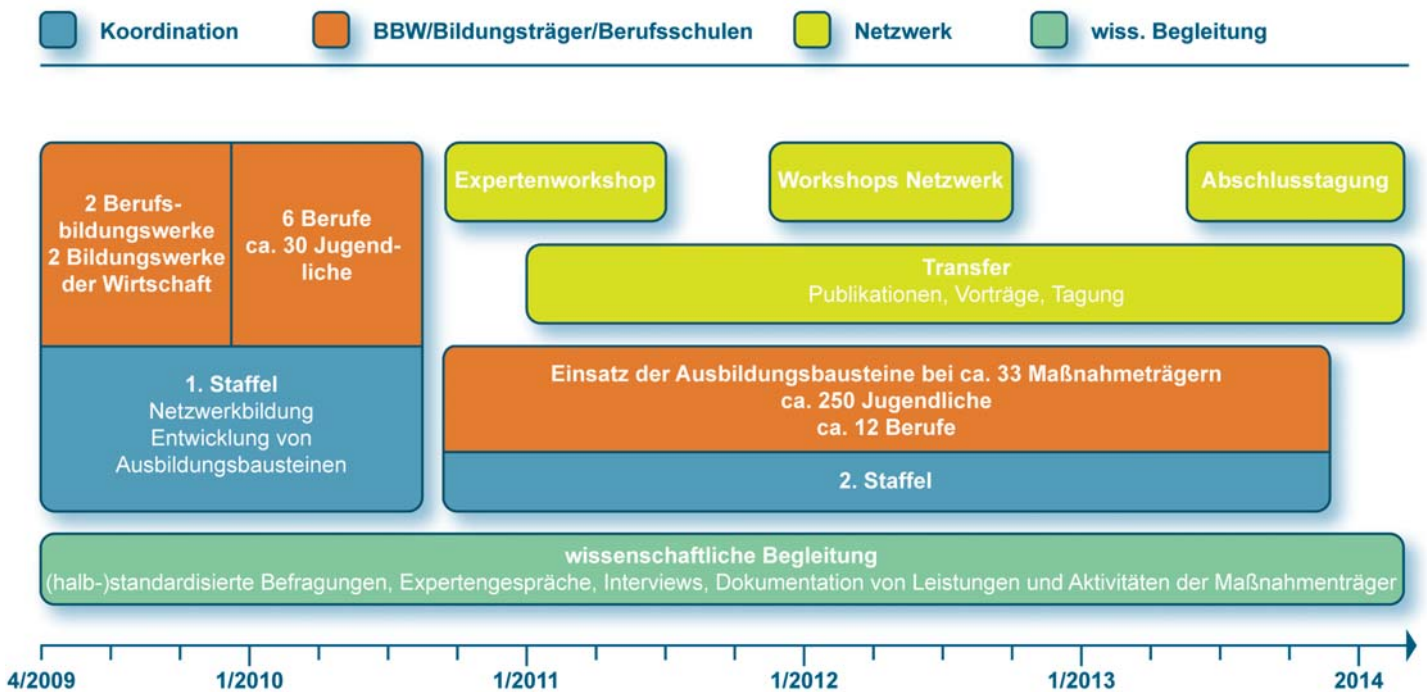 Koordination
BBW/Bildungsträger/Berufsschulen
Netzwerk
wiss. Begleitung
2 Berufs-
bildungswerke
2 Bildungswerke
der Wirtschaft
6 Berufe
ca. 30 Jugend-
liche
1. Staffel
Netzwerkbildung
Entwicklung von
Ausbildungsbausteinen
Expertenworkshop
Workshops Netzwerk
Abschlusstagung
Transfer
Publikationen, Vorträge, Tagung
Einsatz der Ausbildungsbausteine bei ca. 33 Maßnahmeträgern
ca. 250 Jugendliche
ca. 12 Berufe
2. Staffel
wissenschaftliche Begleitung
(halb-)standardisierte Befragungen, Expertengespräche, Interviews, Dokumentation von Leistungen und Aktivitäten der Maßnahmenträger
4/2009
1/2010
1/2011
1/2012
1/2013
2014